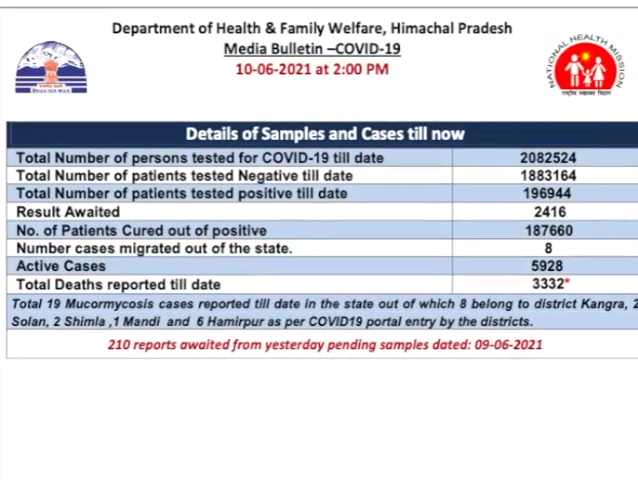 Department of Health & Family Welfare, Himachal Pradesh
Media Bulletin –COVID-19
10-06-2021 at 2:00 PM
NATIONAL HEALTH MISSION
राष्ट्रीय स्वास्थ्य मिशन
Details of Samples and Cases till now
Total Number of persons tested for COVID-19 till date 2082524
Total Number of patients tested Negative till date 1883164
Total Number of patients tested positive till date 196944
Result Awaited 2416
No. of Patients Cured out of positive 187660
Number cases migrated out of the state. 8
Active Cases 5928
Total Deaths reported till date 3332*
Total 19 Mucormycosis cases reported till date in the state out of which 8 belong to district Kangra, 2
Solan, 2 Shimla ,1 Mandi and 6 Hamirpur as per COVID19 portal entry by the districts.
210 reports awaited from yesterday pending samples dated: 09-06-2021